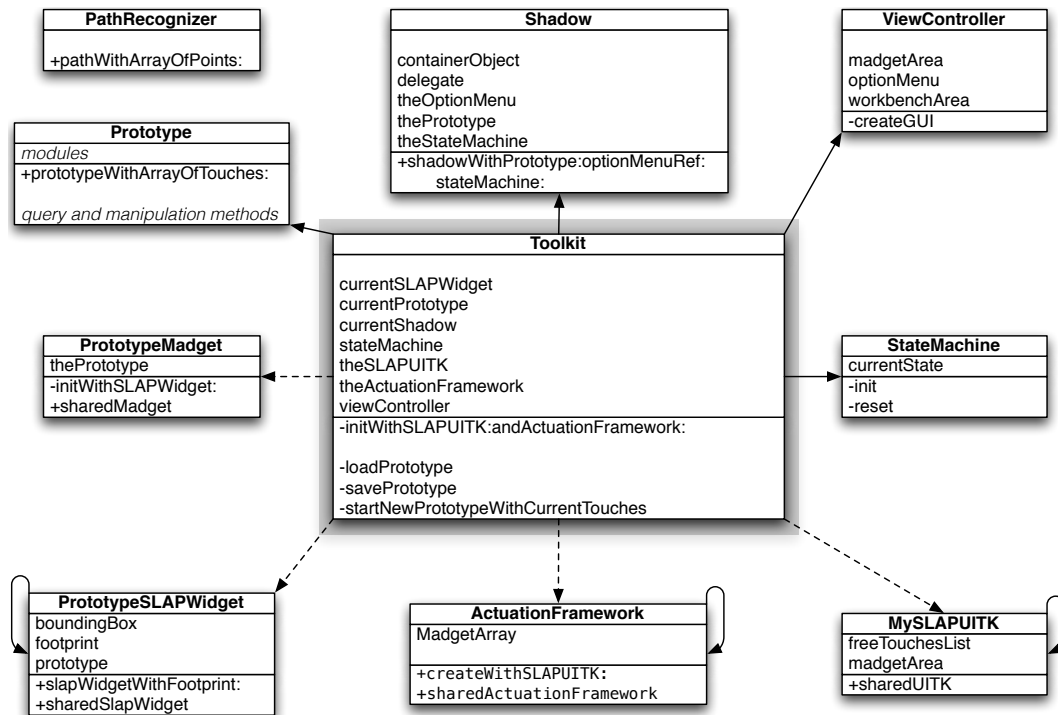 PathRecognizer
+pathWithArrayOfPoints:
Shadow
containerObject
delegate
theOptionMenu
thePrototype
theStateMachine
+shadowWithPrototype:optionMenuRef:
stateMachine:
ViewController
madgetArea
optionMenu
workbenchArea
-createGUI
Prototype
modules
+prototypeWithArrayOfTouches:
query and manipulation methods
Toolkit
currentSLAPWidget
currentPrototype
currentShadow
stateMachine
theSLAPUITK
theActuationFramework
viewController
-initWithSLAPUITK:andActuationFramework:
-loadPrototype
-savePrototype
-startNewPrototypeWithCurrentTouches
PrototypeMadget
thePrototype
-initWithSLAPWidget:
+sharedMadget
StateMachine
currentState
-init
-reset
PrototypeSLAPWidget
boundingBox
footprint
prototype
+slapWidgetWithFootprint:
+sharedSlapWidget
ActuationFramework
MadgetArray
+createWithSLAPUITK:
+sharedActuationFramework
MySLAPUITK
freeTouchesList
madgetArea
+sharedUITK